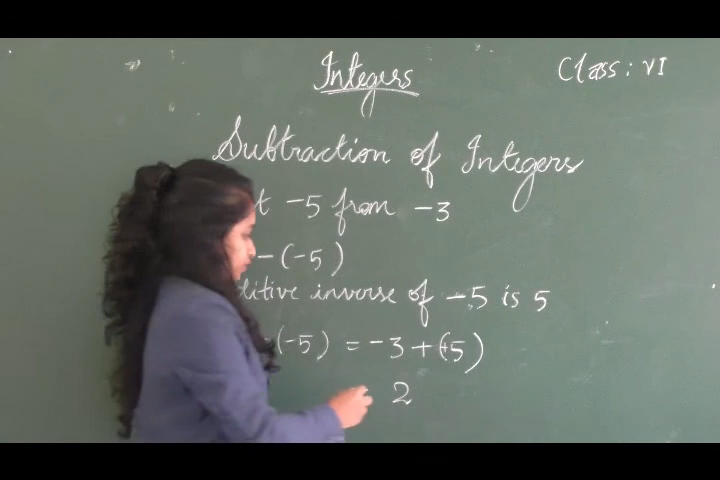 Integers
Class : VI
Subtraction of Integers
-5 from -3
-(-5)
inverse of -5 is 5
(-5) = -3 + (+5)
2